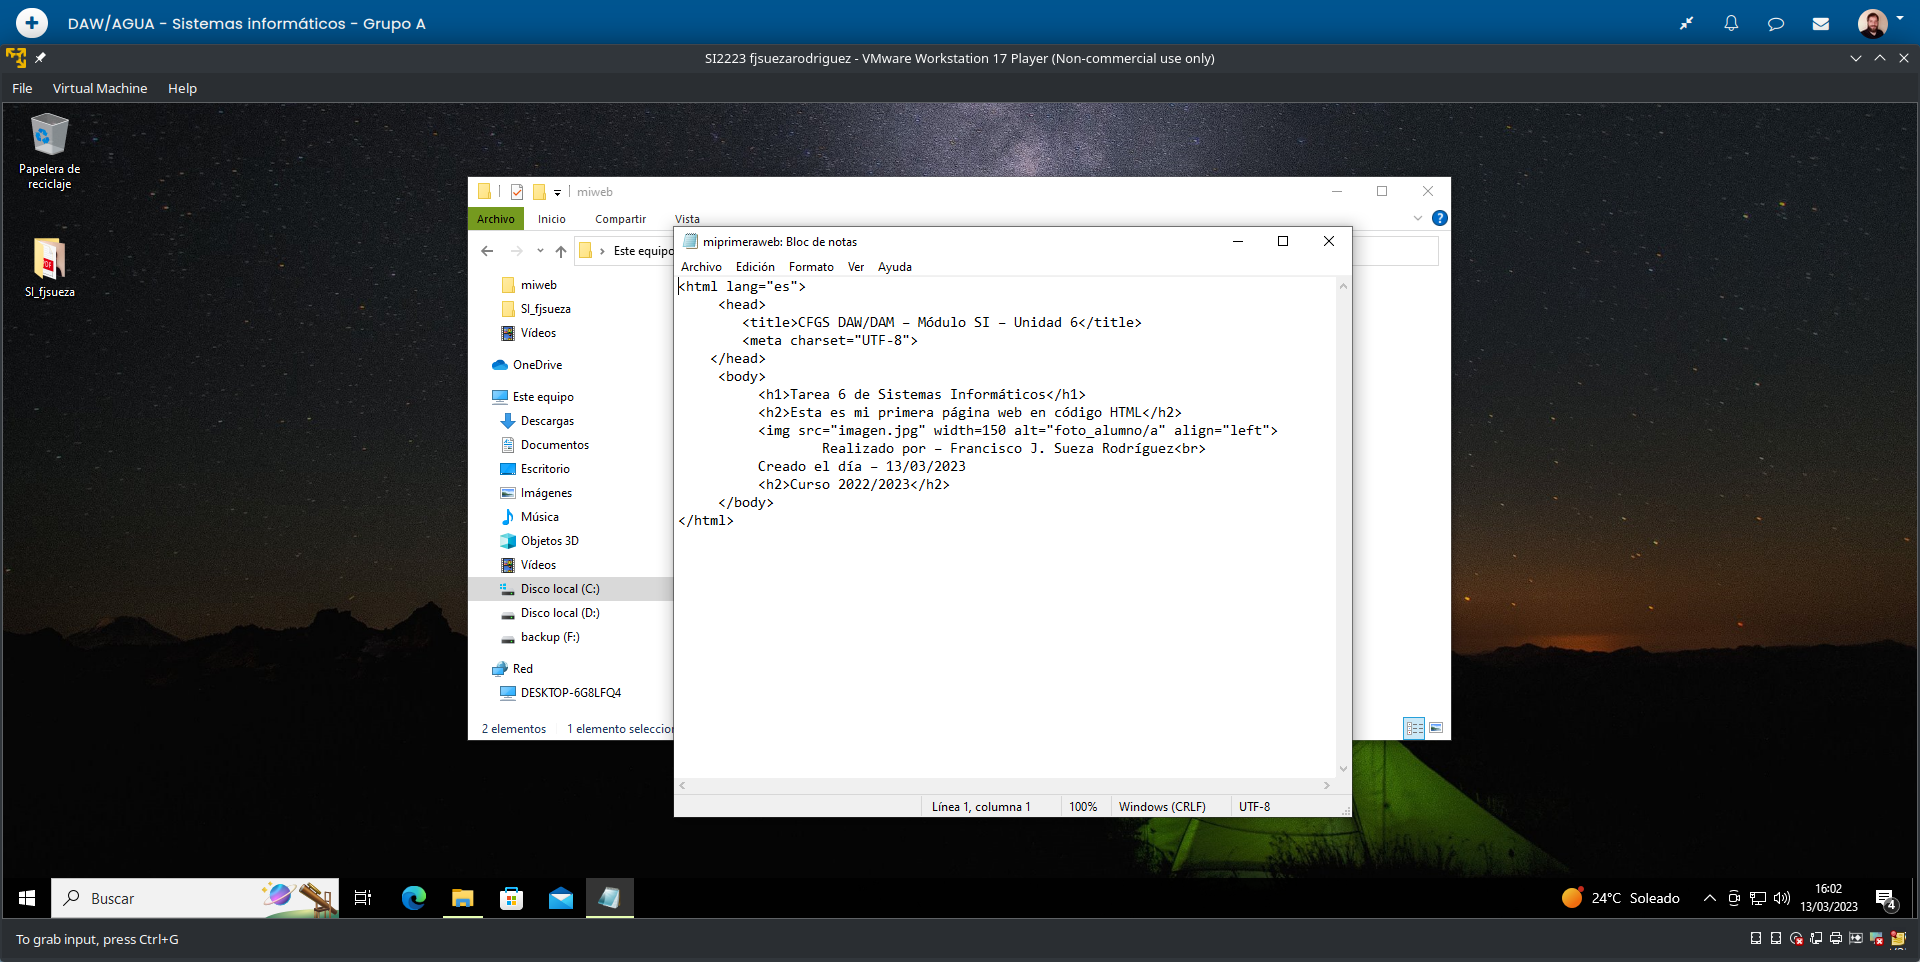 DAW/AGUA - Sistemas informáticos - Grupo A
SI2223 fjsuezarodriguez - VMware Workstation 17 Player (Non-commercial use only)
File Virtual Machine Help
Papelera de
reciclaje
SI_fjsueza
miweb
Archivo Inicio Compartir Vista
Este equipo
miweb
SI_fjsueza
Vídeos
OneDrive
Este equipo
Descargas
Documentos
Escritorio
Imágenes
Música
Objetos 3D
Vídeos
Disco local (C:)
Disco local (D:)
backup (F:)
Red
DESKTOP-6G8LFQ4
2 elementos 1 elemento seleccio
miprimeraweb: Bloc de notas
Archivo Edición Formato Ver Ayuda
<html lang="es">
<head>
<title>CFGS DAW/DAM – Módulo SI – Unidad 6</title>
<meta charset="UTF-8">
</head>
<body>
<h1>Tarea 6 de Sistemas Informáticos</h1>
<h2>Esta es mi primera página web en código HTML</h2>
<img src="imagen.jpg" width=150 alt="foto_alumno/a" align="left">
Realizado por – Francisco J. Sueza Rodríguez<br>
Creado el día – 13/03/2023
<h2>Curso 2022/2023</h2>
</body>
</html>
Línea 1, columna 1 100% Windows (CRLF) UTF-8
Buscar
24°C Soleado
16:02
13/03/2023
4
To grab input, press Ctrl+G